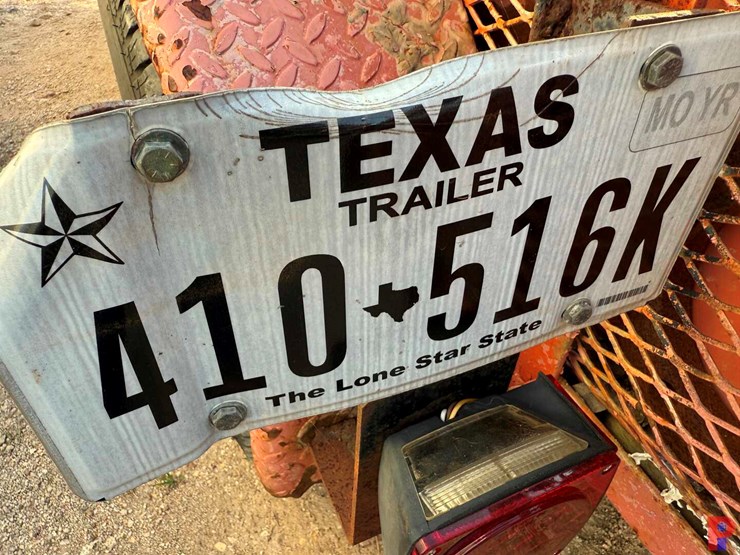 TEXAS
MO YR
TRAILER
410 516K
The Lone Star State